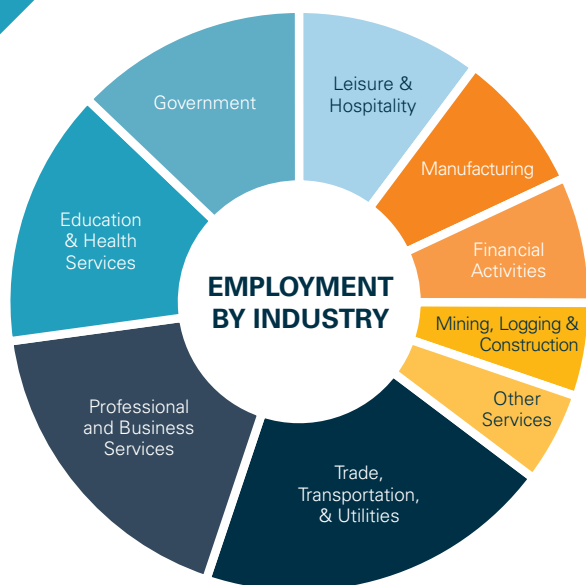 Government
Leisure &
Hospitality
Manufacturing
Financial
Activities
Mining, Logging &
Construction
Other
Services
Trade,
Transportation,
& Utilities
Professional
and Business
Services
Education
& Health
Services
EMPLOYMENT
BY INDUSTRY